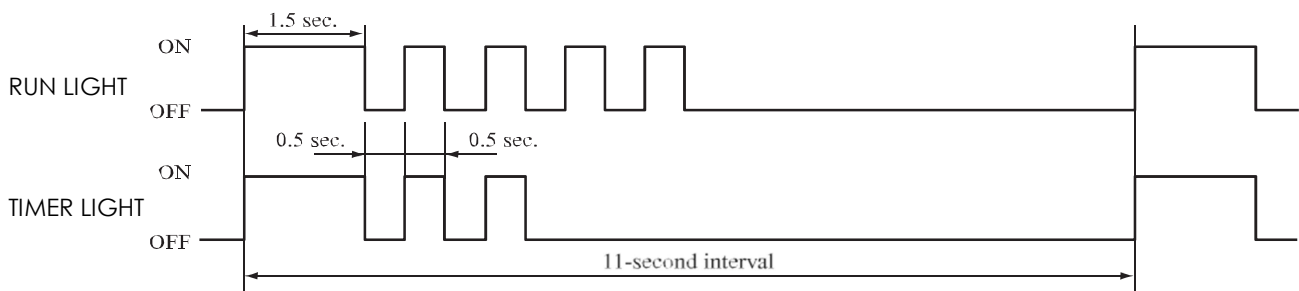 1.5 sec.
ON
RUN LIGHT
OFF
0.5 sec. 0.5 sec.
ON
TIMER LIGHT
OFF
11-second interval